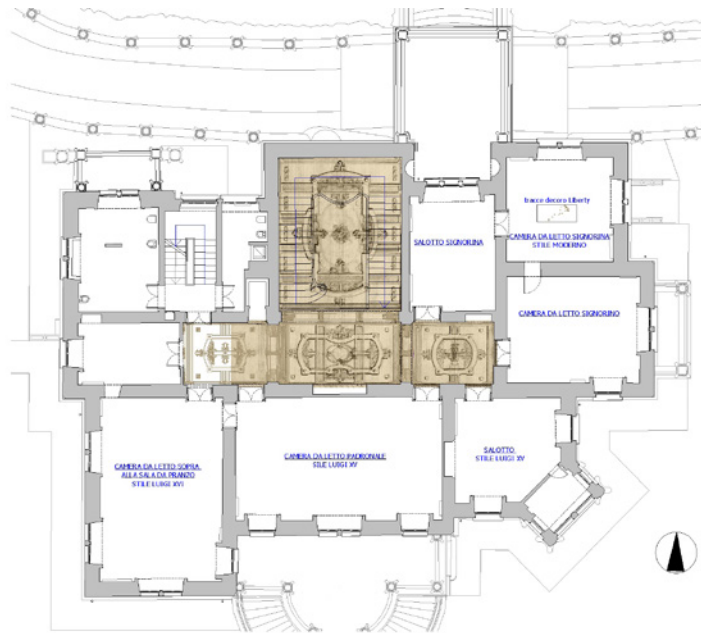 tracce decoro Liberty
CAMERA DA LETTO SIGNORINA
STILE MODERNO
SALOTTO SIGNORINA
CAMERA DA LETTO SIGNORINO
CAMERA DA LETTO SOPRA
ALLA SALA DA PRANZO
STILE LUIGI XVI
CAMERA DA LETTO PADRONALE
SILE LUIGI XV
SALOTTO
STILE LUIGI XV